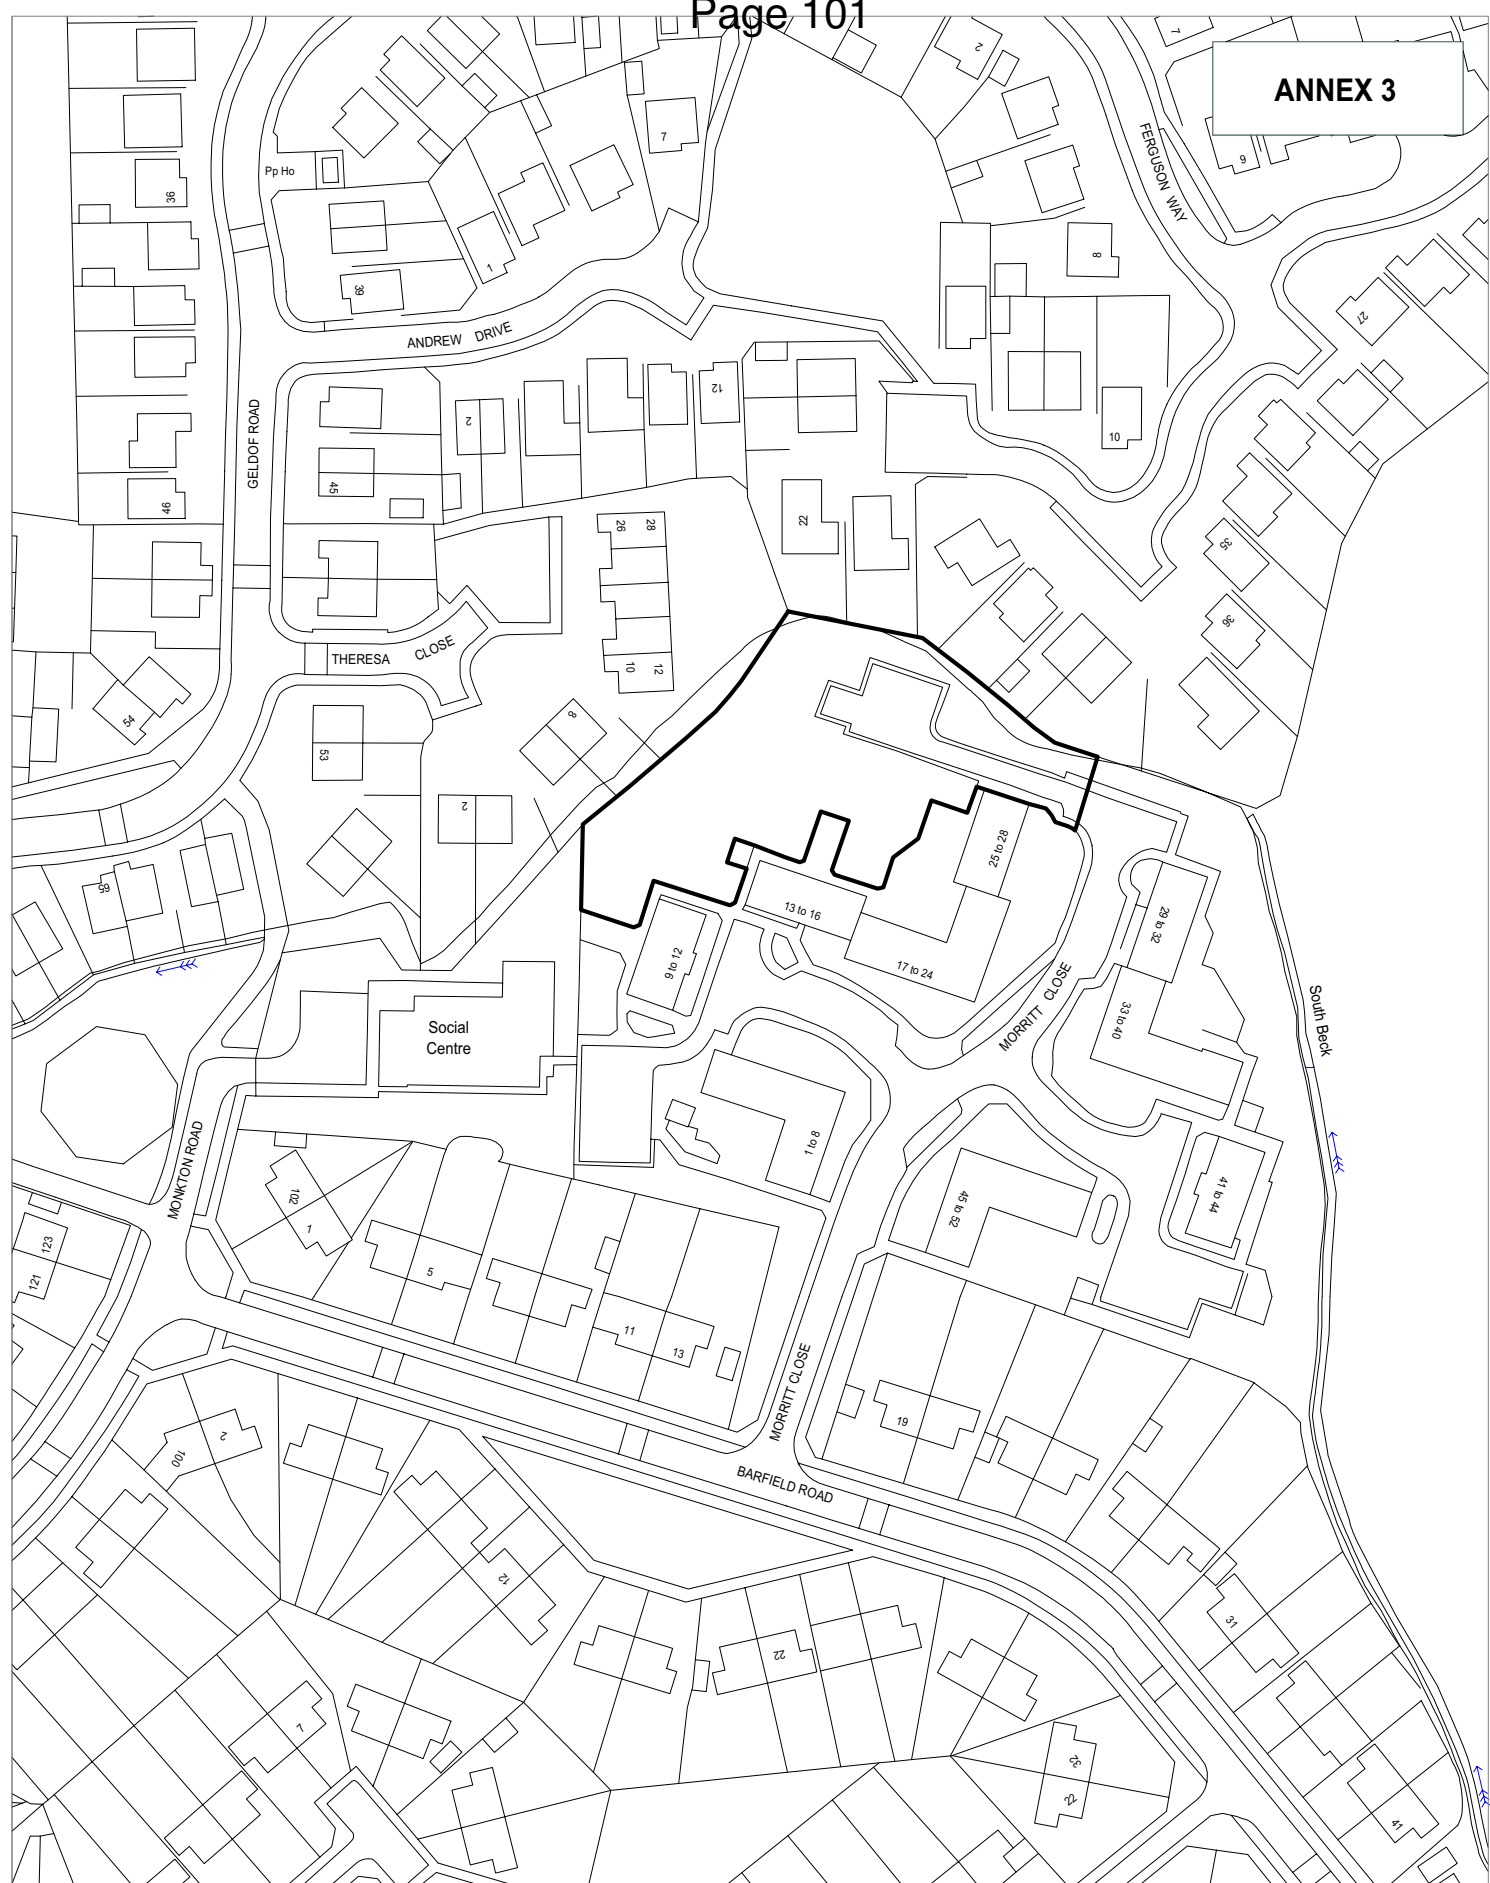 Page 101
ANNEX 3
7
2
7
9
FERGUSON WAY
Pp Ho
36
1
8
39
27
ANDREW DRIVE
12
2
10
GELDOF ROAD
45
46
22
26
28
35
36
THERESA CLOSE
10
12
54
8
53
2
25 to 28
65
13 to 16
29 to 32
9 to 12
17 to 24
MORRITT CLOSE
33 to 40
South Beck
Social
Centre
1 to 8
MONKTON ROAD
41 to 44
102
1
45 to 52
123
121
5
11
13
MORRITT CLOSE
19
2
100
BARFIELD ROAD
12
31
22
7
32
22
41